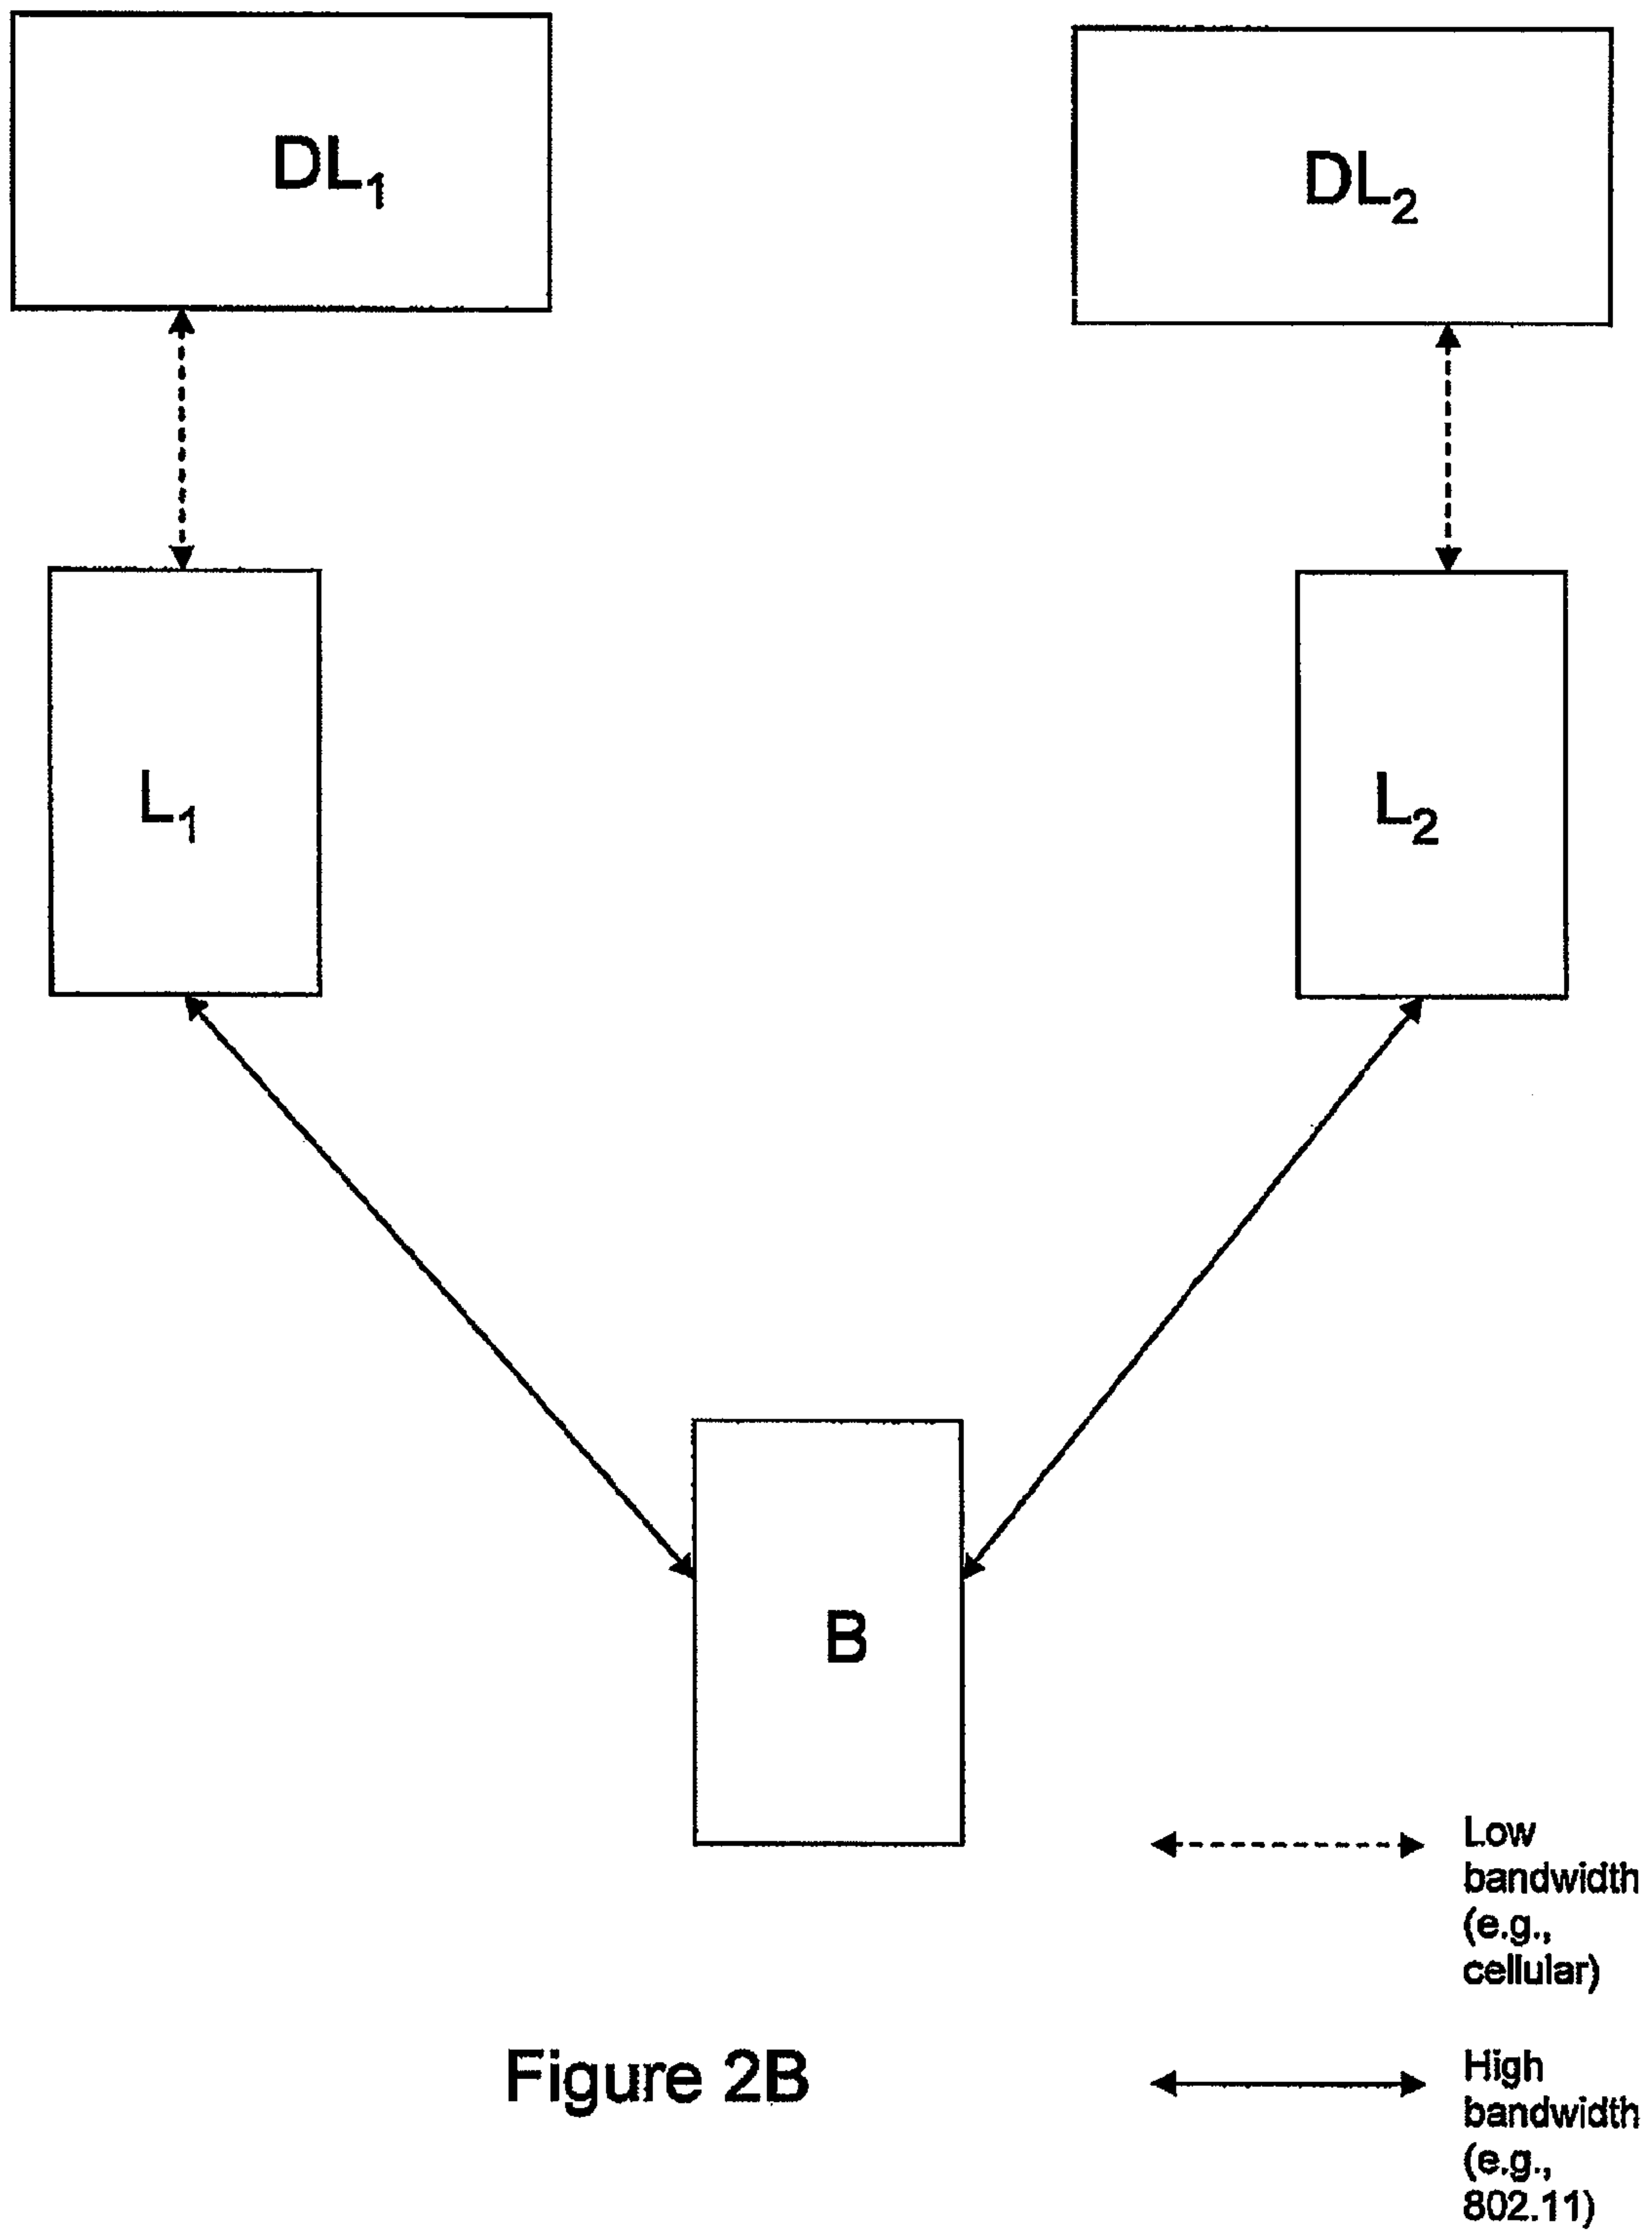 DL1
DL2
L1
L2
B
Low
bandwidth
(e.g.,
cellular)
Figure 2B
High
bandwidth
(e.g.,
802.11)